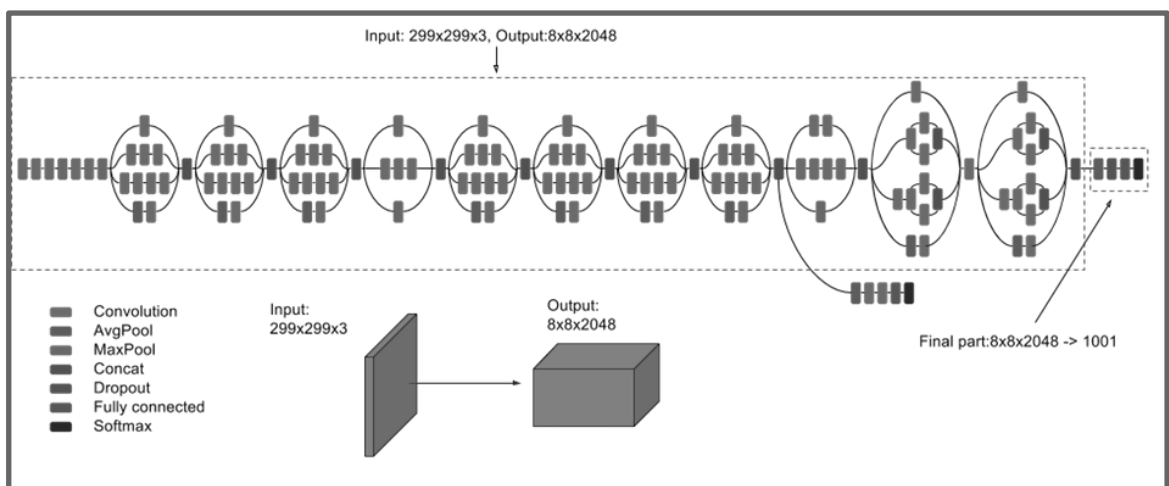 Input: 299x299x3, Output:8x8x2048
Convolution
AvgPool
MaxPool
Concat
Dropout
Fully connected
Softmax
Input:
299x299x3
Output:
8x8x2048
Final part:8x8x2048 -> 1001